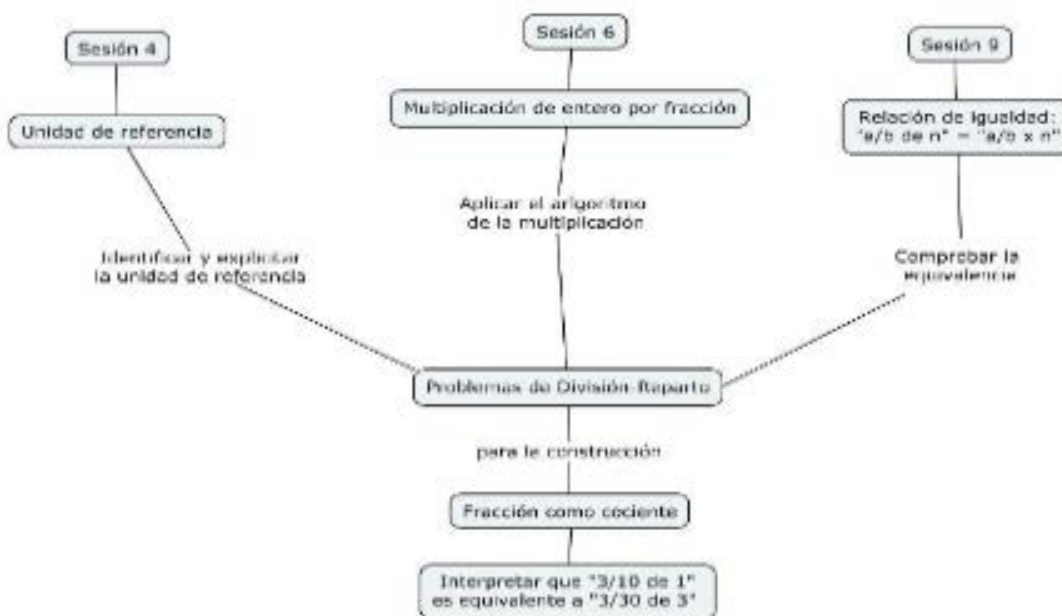 Sesión 4
Sesión 6
Sesión 9
Unidad de referencia
Multiplicación de entero por fracción
Relación de igualdad:
"a/b de n" = "a/b x n"
Identificar y explicitar
la unidad de referencia
Aplicar el argoritmo
de la multiplicación
Comprobar la
equivalencia
Problemas de División-Reparto
para la construcción
Fracción como cociente
Interpretar que "3/10 de 1"
es equivalente a "3/30 de 3"